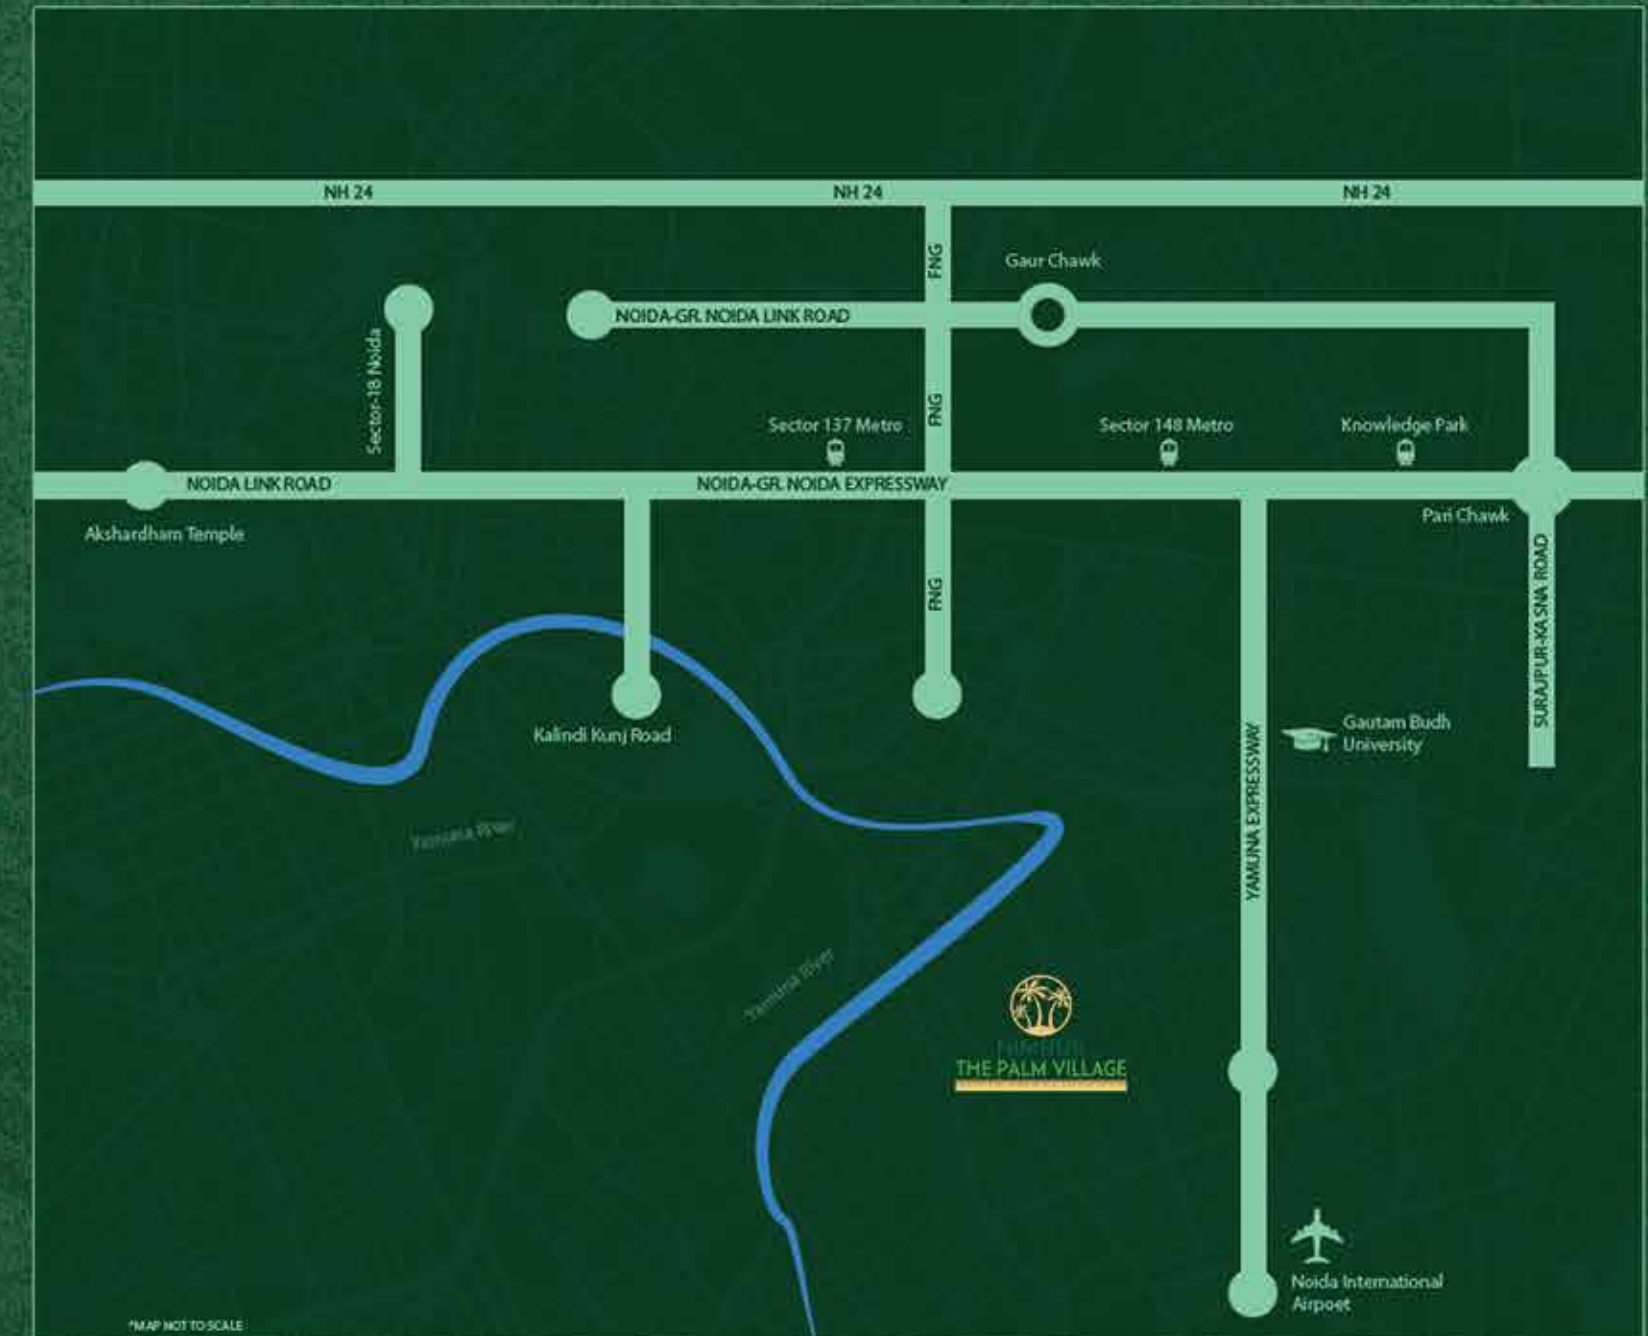 NH 24
NH 24
NH 24
FNG
Gaur Chawk
NOIDA-GR. NOIDA LINK ROAD
Sector-18 Noida
FNG
Sector 137 Metro
Sector 148 Metro
Knowledge Park
NOIDA LINK ROAD
NOIDA-GR. NOIDA EXPRESSWAY
Akshardham Temple
Pari Chawk
FNG
SURAJPUR-KASNA ROAD
Kalindi Kunj Road
Gautam Budh
University
YAMUNA EXPRESSWAY
Yamuna River
Yamuna River
THE PALM VILLAGE
Noida International
Airpoet
*MAP NOT TO SCALE